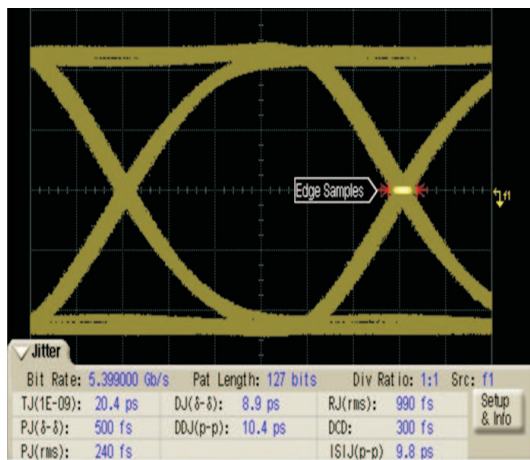 Edge Samples
f1
Jitter
Bit Rate: 5.399000 Gb/s Pat Length: 127 bits Div Ratio: 1:1 Src: f1
TJ(1E-09): 20.4 ps DJ(δ-δ): 8.9 ps RJ(rms): 990 fs Setup
PJ(δ-δ): 500 fs DDJ(p-p): 10.4 ps DCD: 300 fs & Info
PJ(rms): 240 fs ISIJ(p-p) 9.8 ps